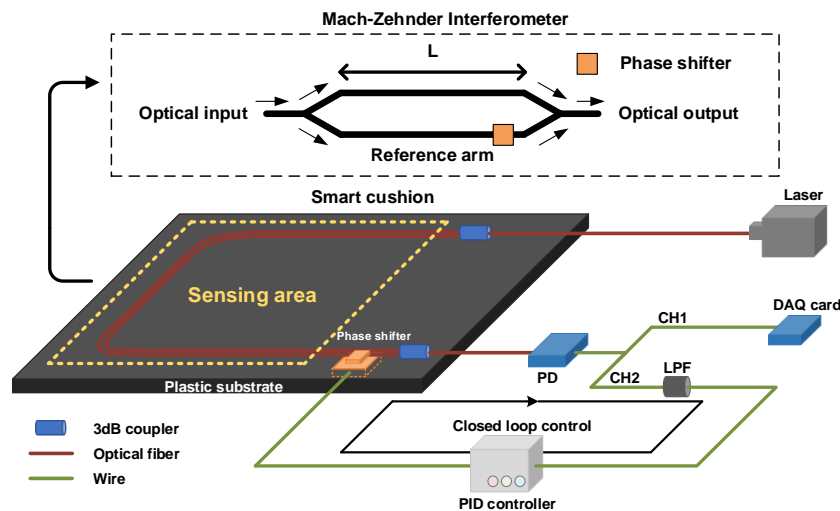 Mach-Zehnder Interferometer
L
Phase shifter
Optical input
Optical output
Reference arm
Smart cushion
Laser
Sensing area
DAQ card
CH1
Phase shifter
PD
CH2
LPF
Plastic substrate
Closed loop control
3dB coupler
Optical fiber
Wire
PID controller